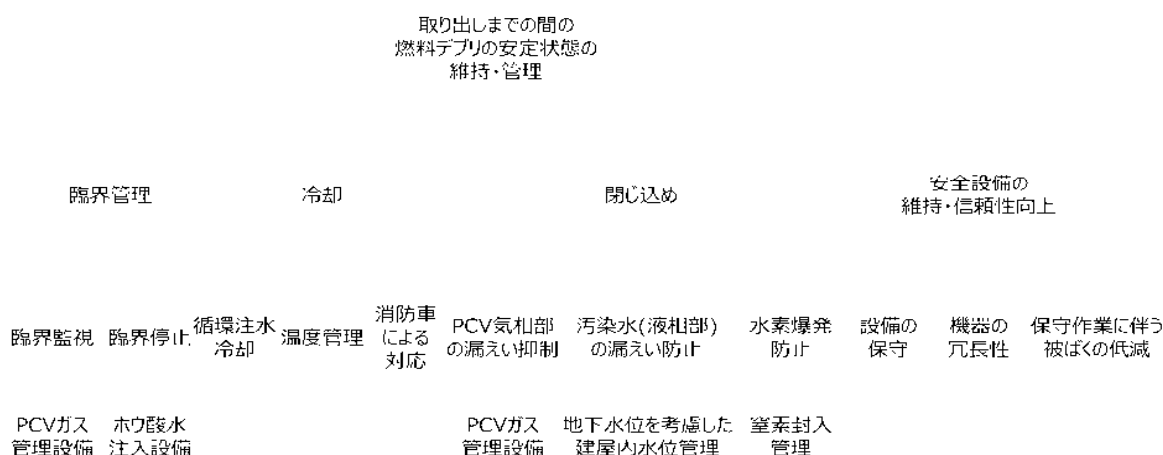 取り出しまでの間の
燃料デブリの安定状態の
維持・管理
臨界管理
冷却
閉じ込め
安全設備の
維持・信頼性向上
臨界監視
臨界停止
循環注水
冷却
温度管理
消防車
による
対応
PCV気相部
の漏えい抑制
汚染水(液相部)
の漏えい防止
水素爆発
防止
設備の
保守
機器の
冗長性
保守作業に伴う
被ばくの低減
PCVガス
管理設備
ホウ酸水
注入設備
PCVガス
管理設備
地下水位を考慮した
建屋内水位管理
窒素封入
管理